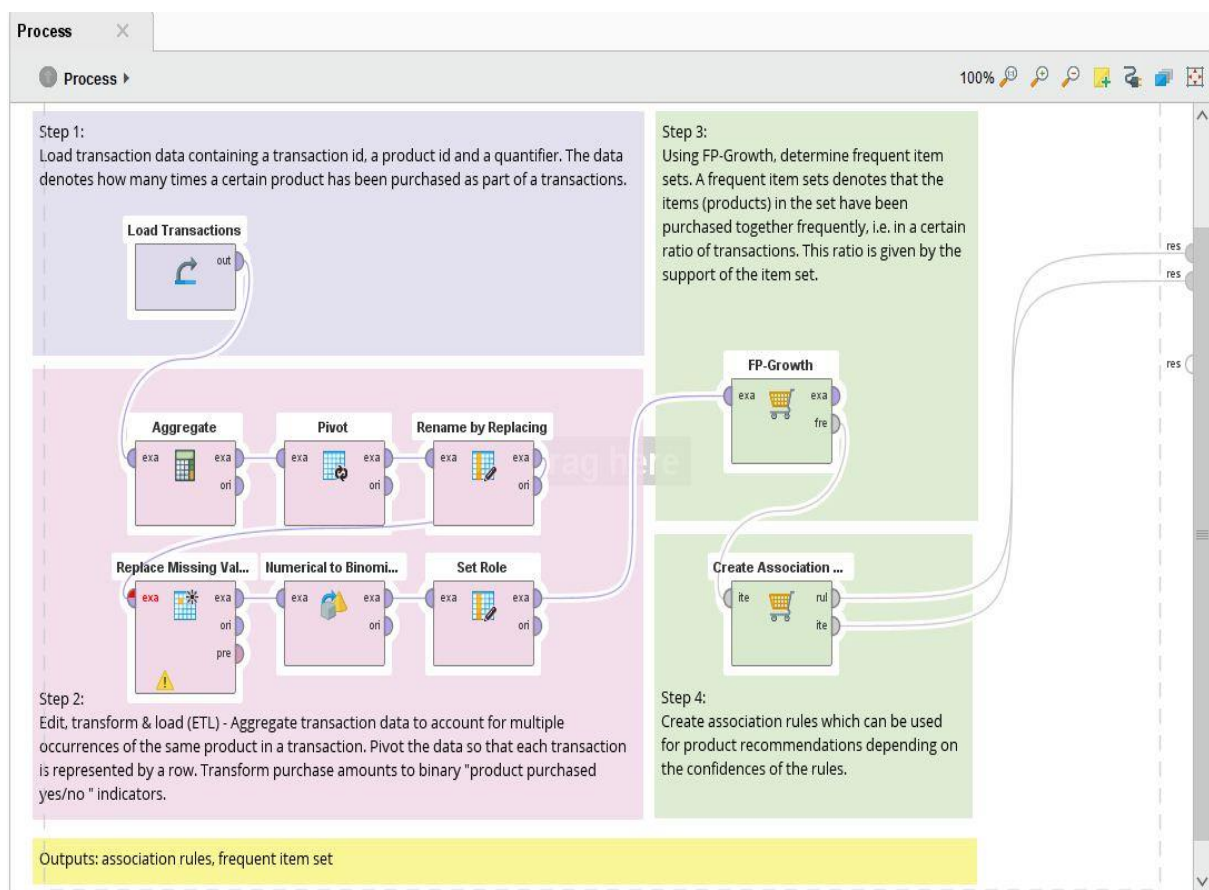 Process
Process
100%
Step 1:
Load transaction data containing a transaction id, a product id and a quantifier. The data
denotes how many times a certain product has been purchased as part of a transactions.
Load Transactions
out
Aggregate
exa
exa
ori
Pivot
exa
exa
ori
Rename by Replacing
exa
exa
ori
Replace Missing Val...
exa
exa
ori
pre
Numerical to Binomi...
exa
exa
ori
Set Role
exa
exa
ori
Step 2:
Edit, transform & load (ETL) - Aggregate transaction data to account for multiple
occurrences of the same product in a transaction. Pivot the data so that each transaction
is represented by a row. Transform purchase amounts to binary "product purchased
yes/no " indicators.
Step 3:
Using FP-Growth, determine frequent item
sets. A frequent item sets denotes that the
items (products) in the set have been
purchased together frequently, i.e. in a certain
ratio of transactions. This ratio is given by the
support of the item set.
FP-Growth
exa
exa
fre
rag here
Create Association ...
ite
rul
ite
Step 4:
Create association rules which can be used
for product recommendations depending on
the confidences of the rules.
res
res
res
Outputs: association rules, frequent item set